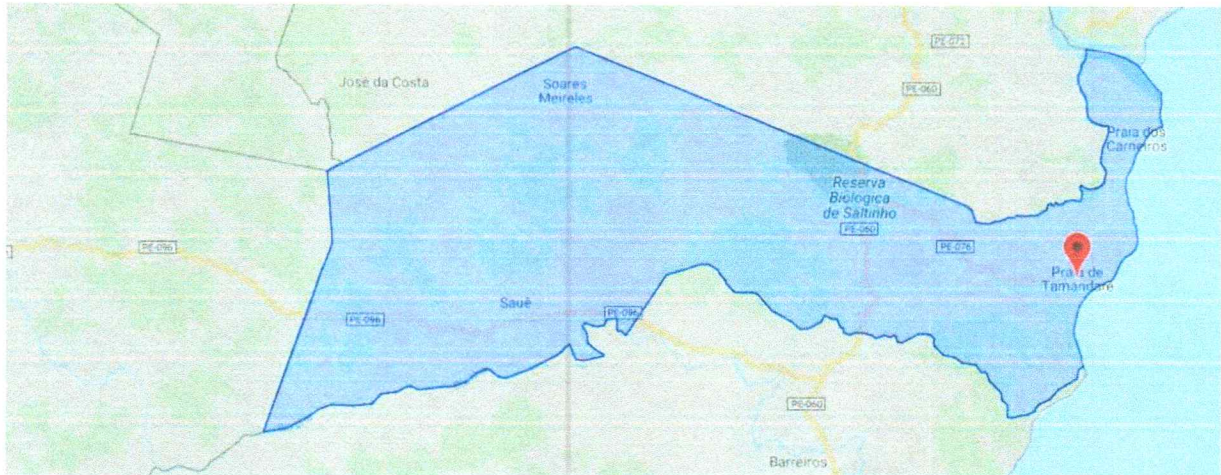 PE-072
José da Costa
Soares
Meireles
PE-060
Praia dos
Carneiros
Reserva
Biológica
de Saltinho
PE-060
PE-096
PE-076
Praia de
Tamandaré
Sauê
PE-096
PE-096
PE-060
Barreiros